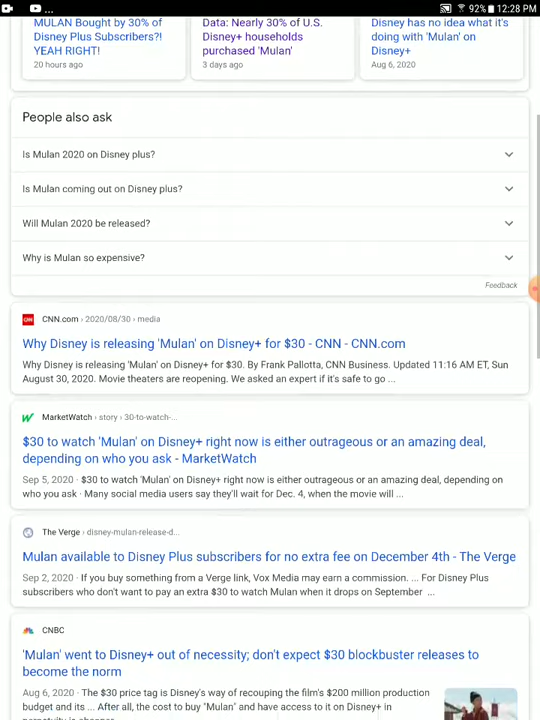 ... 92% 12:28 PM
MULAN Bought by 30% of
Disney Plus Subscribers?!
YEAH RIGHT!
20 hours ago
Data: Nearly 30% of U.S.
Disney+ households
purchased 'Mulan'
3 days ago
Disney has no idea what it's
doing with 'Mulan' on
Disney+
Aug 6, 2020
People also ask
Is Mulan 2020 on Disney plus?
Is Mulan coming out on Disney plus?
Will Mulan 2020 be released?
Why is Mulan so expensive?
Feedback
CNN CNN.com › 2020/08/30 › media
Why Disney is releasing 'Mulan' on Disney+ for $30 - CNN - CNN.com
Why Disney is releasing 'Mulan' on Disney+ for $30. By Frank Pallotta, CNN Business. Updated 11:16 AM ET, Sun
August 30, 2020. Movie theaters are reopening. We asked an expert if it's safe to go ...
MarketWatch › story › 30-to-watch-...
$30 to watch 'Mulan' on Disney+ right now is either outrageous or an amazing deal,
depending on who you ask - MarketWatch
Sep 5, 2020 · $30 to watch 'Mulan' on Disney+ right now is either outrageous or an amazing deal, depending on
who you ask · Many social media users say they'll wait for Dec. 4, when the movie will ...
The Verge › disney-mulan-release-d...
Mulan available to Disney Plus subscribers for no extra fee on December 4th - The Verge
Sep 2, 2020 · If you buy something from a Verge link, Vox Media may earn a commission. ... For Disney Plus
subscribers who don't want to pay an extra $30 to watch Mulan when it drops on September ...
CNBC
'Mulan' went to Disney+ out of necessity; don't expect $30 blockbuster releases to
become the norm
Aug 6, 2020 · The $30 price tag is Disney's way of recouping the film's $200 million production
budget and its ... After all, the cost to buy "Mulan" and have access to it on Disney+ in